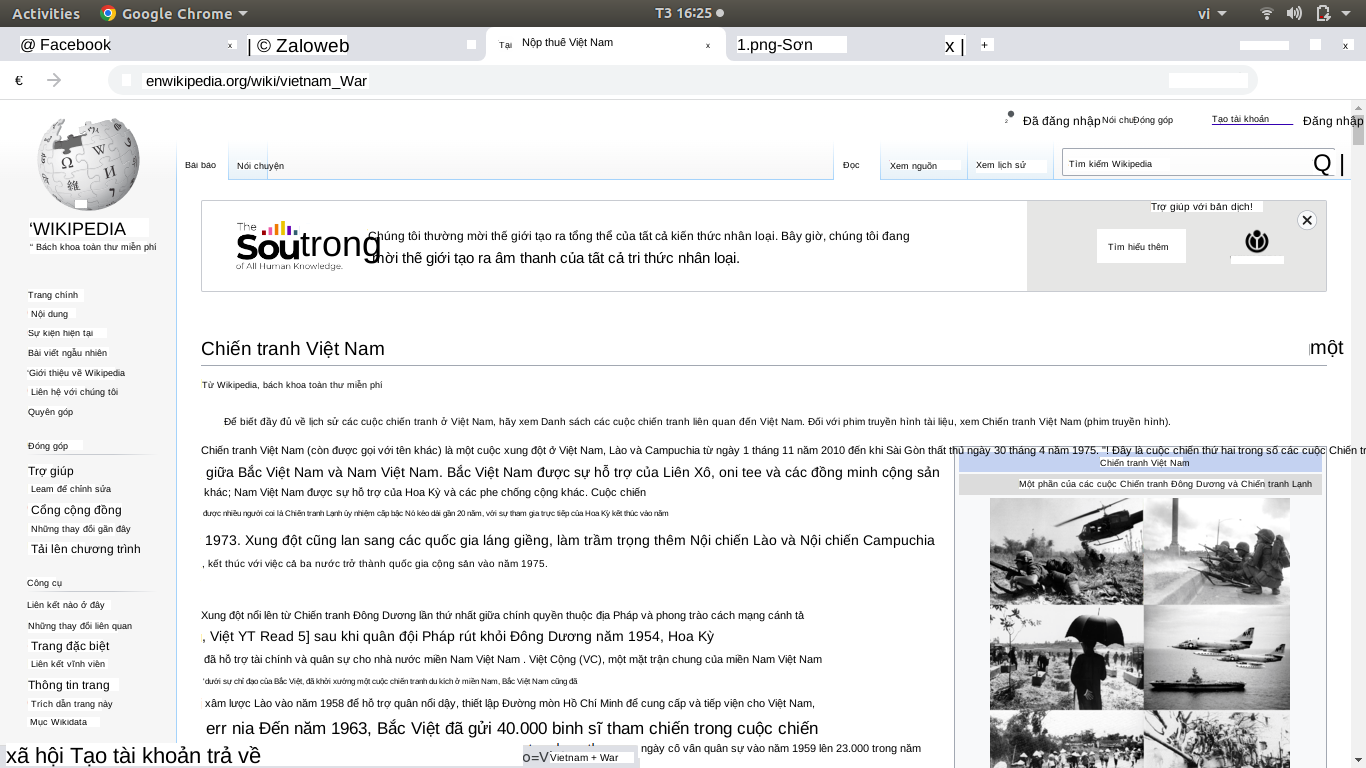 Activities Google Chrome T3 16:25 vi
@ Facebook x | © Zaloweb Tại Nộp thuê Việt Nam x 1.png-Sơn x | + x
€ enwikipedia.org/wiki/vietnam_War
Đã đăng nhập Nói chu Đóng góp Tạo tài khoản Đăng nhập
Bài báo Nói chuyện Đọc Xem nguồn Xem lịch sử Tìm kiếm Wikipedia Q |
‘WIKIPEDIA
" Bách khoa toàn thư miễn phí
Trợ giúp với bản dịch!
The Soutrong of All Human Knowledge.
Chúng tôi thường mời thế giới tạo ra tổng thể của tất cả kiến thức nhân loại. Bây giờ, chúng tôi đang
mời thế giới tạo ra âm thanh của tất cả tri thức nhân loại.
Tìm hiểu thêm
Trang chính
Nội dung
Sự kiện hiện tại
Bài viết ngẫu nhiên
‘Giới thiệu về Wikipedia
Liên hệ với chúng tôi
Quyên góp
Đóng góp
Trợ giúp
Leam để chỉnh sửa
Cổng cộng đồng
Những thay đổi gần đây
Tải lên chương trình
Công cụ
Liên kết nào ở đây
Những thay đổi liên quan
Trang đặc biệt
Liên kết vĩnh viễn
Thông tin trang
Trích dẫn trang này
Mục Wikidata
Chiến tranh Việt Nam một
Từ Wikipedia, bách khoa toàn thư miễn phí
Để biết đầy đủ về lịch sử các cuộc chiến tranh ở Việt Nam, hãy xem Danh sách các cuộc chiến tranh liên quan đến Việt Nam. Đối với phim truyền hình tài liệu, xem Chiến tranh Việt Nam (phim truyền hình).
Chiến tranh Việt Nam (còn được gọi với tên khác) là một cuộc xung đột ở Việt Nam, Lào và Campuchia từ ngày 1 tháng 11 năm 2010 đến khi Sài Gòn thất thủ ngày 30 tháng 4 năm 1975. "! Đây là cuộc chiến thứ hai trong số các cuộc Chiến
giữa Bắc Việt Nam và Nam Việt Nam. Bắc Việt Nam được sự hỗ trợ của Liên Xô, oni tee và các đồng minh cộng sản
khác; Nam Việt Nam được sự hỗ trợ của Hoa Kỳ và các phe chống cộng khác. Cuộc chiến
được nhiều người coi là Chiến tranh Lạnh ủy nhiệm cấp bậc Nó kéo dài gần 20 năm, với sự tham gia trực tiếp của Hoa Kỳ kết thúc vào năm
1973. Xung đột cũng lan sang các quốc gia láng giềng, làm trầm trọng thêm Nội chiến Lào và Nội chiến Campuchia
, kết thúc với việc cả ba nước trở thành quốc gia cộng sản vào năm 1975.
Xung đột nổi lên từ Chiến tranh Đông Dương lần thứ nhất giữa chính quyền thuộc địa Pháp và phong trào cách mạng cánh tả
, Việt YT Read 5] sau khi quân đội Pháp rút khỏi Đông Dương năm 1954, Hoa Kỳ
đã hỗ trợ tài chính và quân sự cho nhà nước miền Nam Việt Nam . Việt Cộng (VC), một mặt trận chung của miền Nam Việt Nam
‘dưới sự chỉ đạo của Bắc Việt, đã khởi xướng một cuộc chiến tranh du kích ở miền Nam, Bắc Việt Nam cũng đã
xâm lược Lào vào năm 1958 để hỗ trợ quân nổi dậy, thiết lập Đường mòn Hồ Chí Minh để cung cấp và tiếp viện cho Việt Nam,
err nia Đến năm 1963, Bắc Việt đã gửi 40.000 binh sĩ tham chiến trong cuộc chiến
ngày cô vân quân sự vào năm 1959 lên 23.000 trong năm
Chiến tranh Việt Nam
Một phần của các cuộc Chiến tranh Đông Dương và Chiến tranh Lạnh
xã hội Tạo tài khoản trả về o=V Vietnam + War